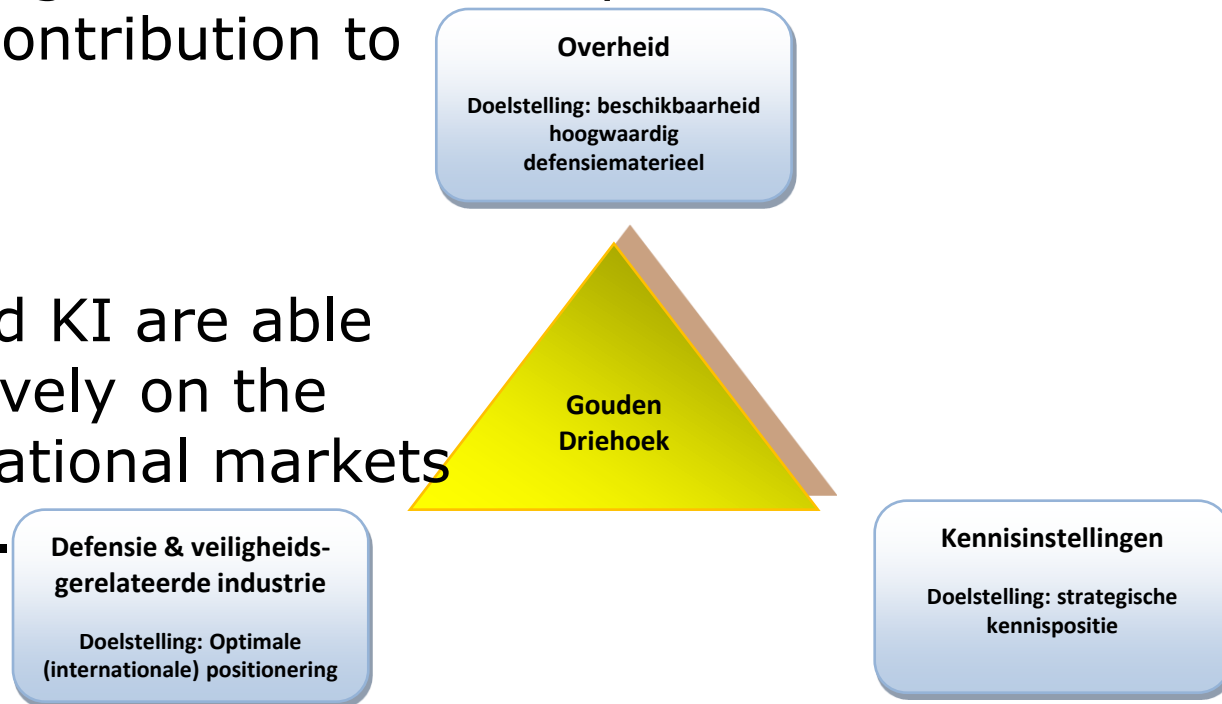 ontribution to
Overheid
Doelstelling: beschikbaarheid
hoogwaardig
defensiematerieel
d KI are able
vely on the
ational markets
Gouden
Driehoek
Defensie & veiligheids-
gerelateerde industrie
Doelstelling: Optimale
(internationale) positionering
Kennisinstellingen
Doelstelling: strategische
kennispositie